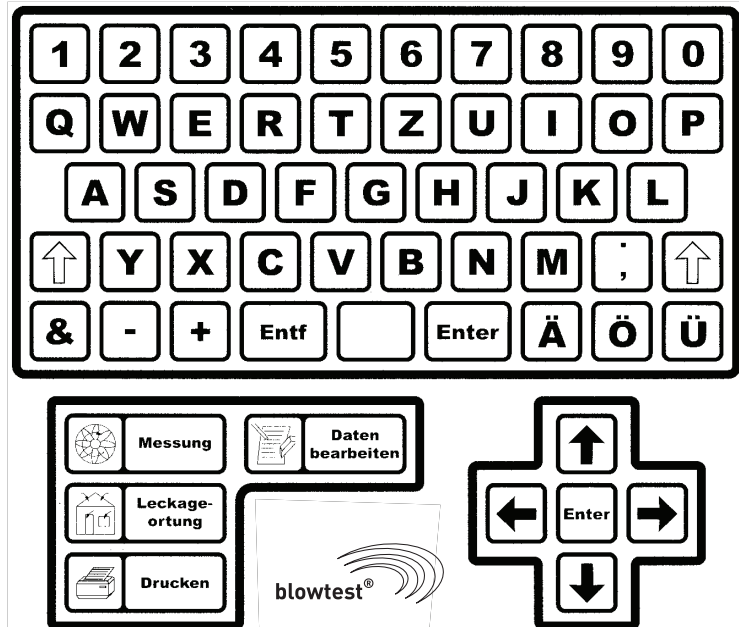 1 2 3 4 5 6 7 8 9 0
Q W E R T Z U I O P
A S D F G H J K L
Y X C V B N M . ,
& - + Entf Enter Ä Ö Ü
Messung
Daten
bearbeiten
Leckage-
ortung
Drucken
Enter
blowtest®